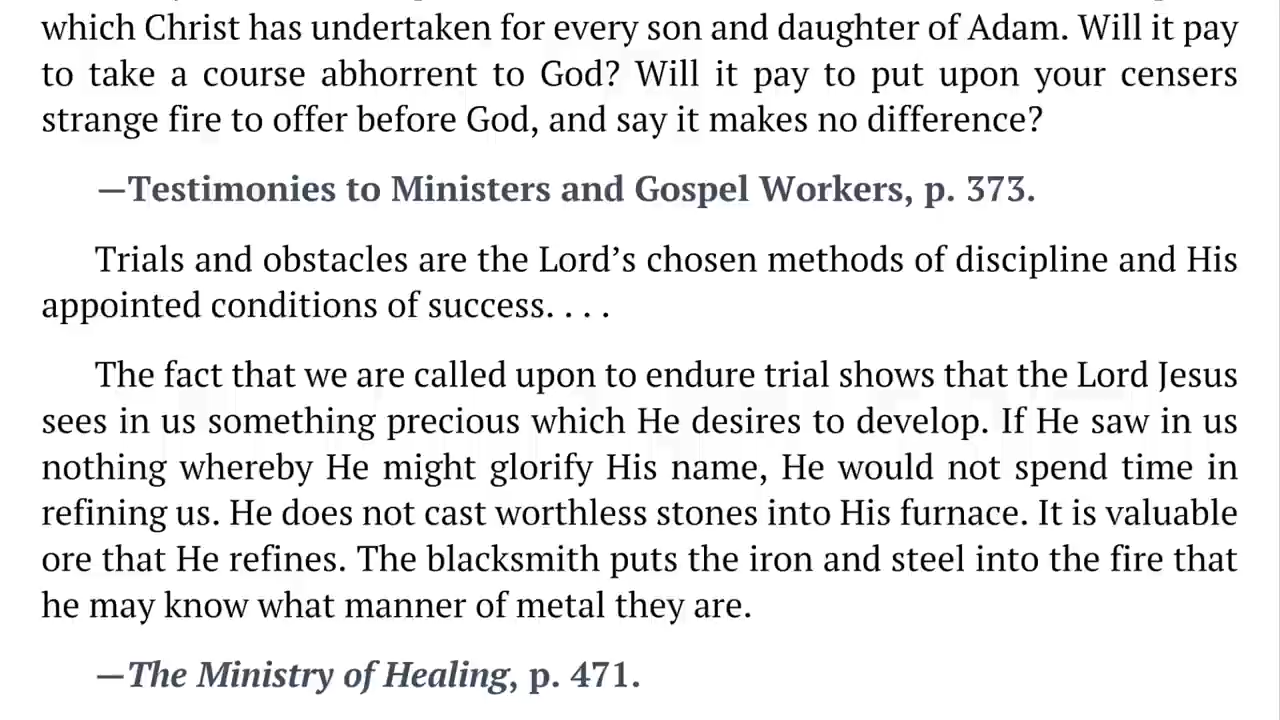 which Christ has undertaken for every son and daughter of Adam. Will it pay
to take a course abhorrent to God? Will it pay to put upon your censers
strange fire to offer before God, and say it makes no difference?
—Testimonies to Ministers and Gospel Workers, p. 373.
Trials and obstacles are the Lord’s chosen methods of discipline and His
appointed conditions of success. . . .
The fact that we are called upon to endure trial shows that the Lord Jesus
sees in us something precious which He desires to develop. If He saw in us
nothing whereby He might glorify His name, He would not spend time in
refining us. He does not cast worthless stones into His furnace. It is valuable
ore that He refines. The blacksmith puts the iron and steel into the fire that
he may know what manner of metal they are.
—The Ministry of Healing, p. 471.